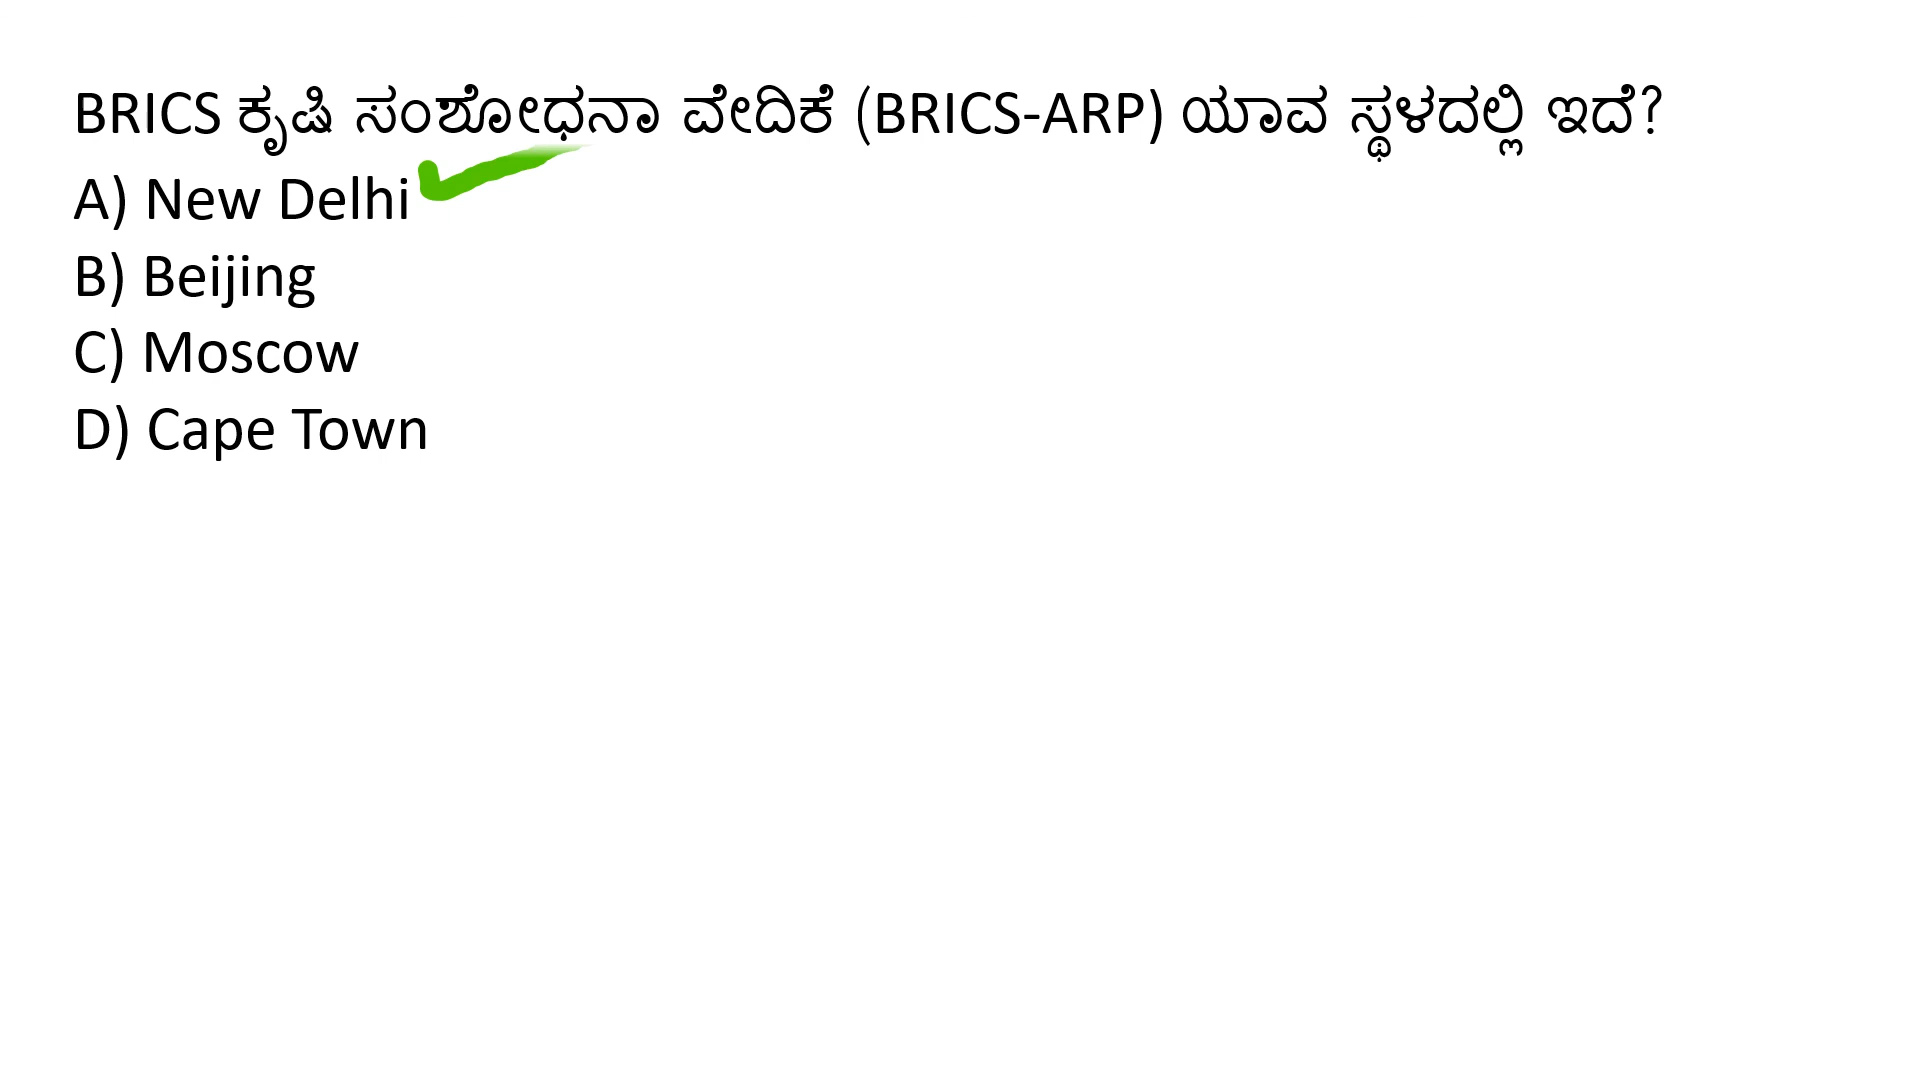 BRICS ಕೃಷಿ ಸಂಶೋಧನಾ ವೇದಿಕೆ (BRICS-ARP) ಯಾವ ಸ್ಥಳದಲ್ಲಿ ಇದೆ?
A) New Delhi
B) Beijing
C) Moscow
D) Cape Town